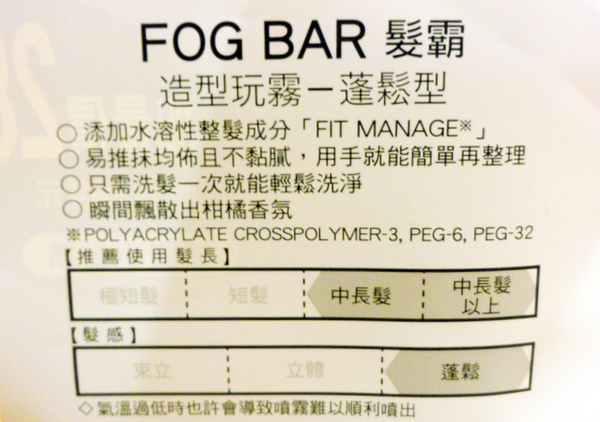 FOG BAR 髮霸
造型玩霧－蓬鬆型
○添加水溶性整髮成分「FIT MANAGE※」
○易推抹均佈且不黏膩，用手就能簡單再整理
○只需洗髮一次就能輕鬆洗淨
○瞬間飄散出柑橘香氛
※POLYACRYLATE CROSSPOLYMER-3, PEG-6, PEG-32
【推薦使用髮長】
極短髮 短髮 中長髮 中長髮
以上
【髮感】
束立 立體 蓬鬆
◇氣溫過低時也許會導致噴霧難以順利噴出